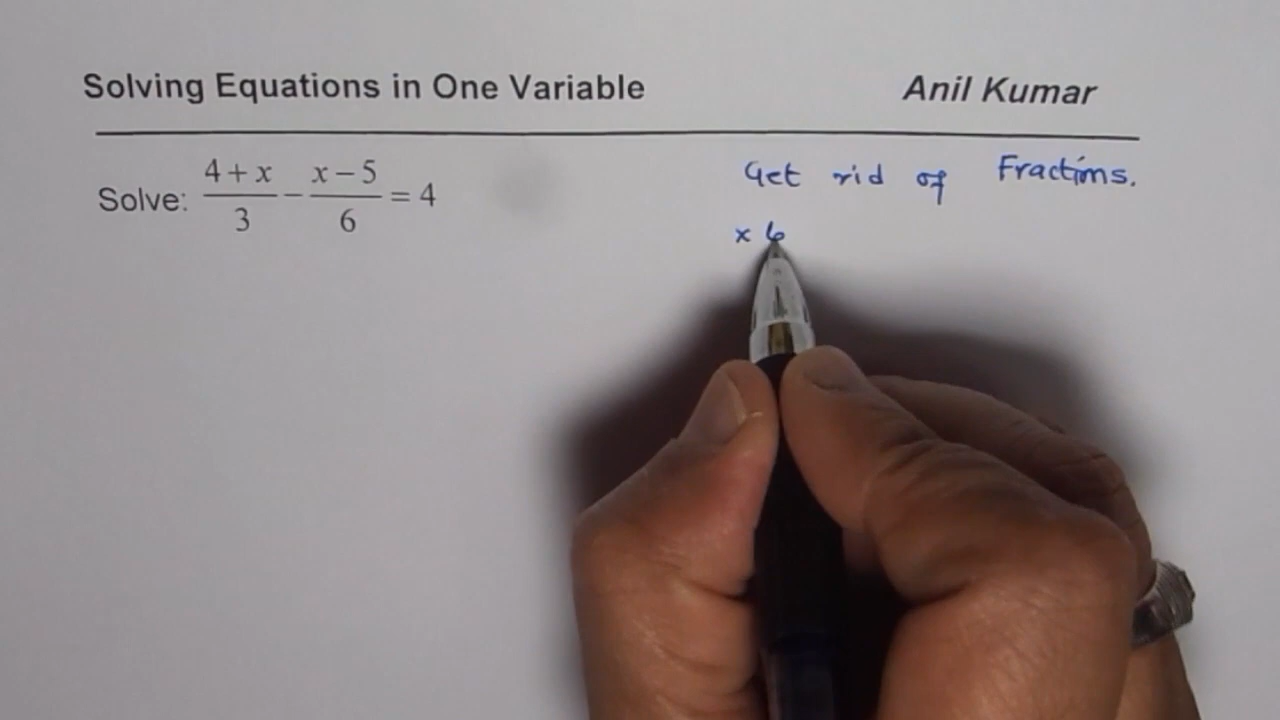 Solving Equations in One Variable Anil Kumar
Solve: (4+x)/3 − (x−5)/6 = 4
Get rid of Fractions.
× 6